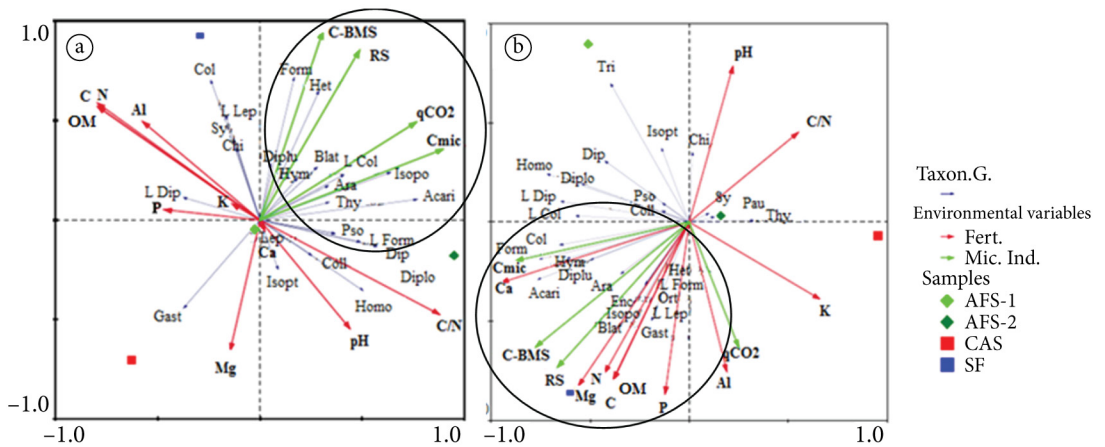 1.0
a
C-BMS
RS
Col
Form
Het
C N
OM
Al
L Lep
Sy
Chi
qCO2
Cmic
Diplu
Hym
Blat
L Col
Isopo
Ara
Acari
L Dip
P
K
Thy
Ca
Pso
L Form
Dip
Isopt
Coll
Diplo
Gast
Homo
C/N
pH
Mg
−1.0
−1.0
1.0
b
pH
Tri
C/N
Isopt
Chi
Dip
Homo
Diplo
L Dip
Pso
Sy
Pau
L Col
Coll
Thy
Form
Col
Cmic
Hym
Het
Ca
Diplu
Acari
Ara
L Form
Enc
Ort
K
Isopo
L Lep
Blat
Gast
C-BMS
qCO2
RS
N
OM
Al
Mg
C
P
−1.0
1.0
Taxon.G.
Environmental variables
Fert.
Mic. Ind.
Samples
AFS-1
AFS-2
CAS
SF